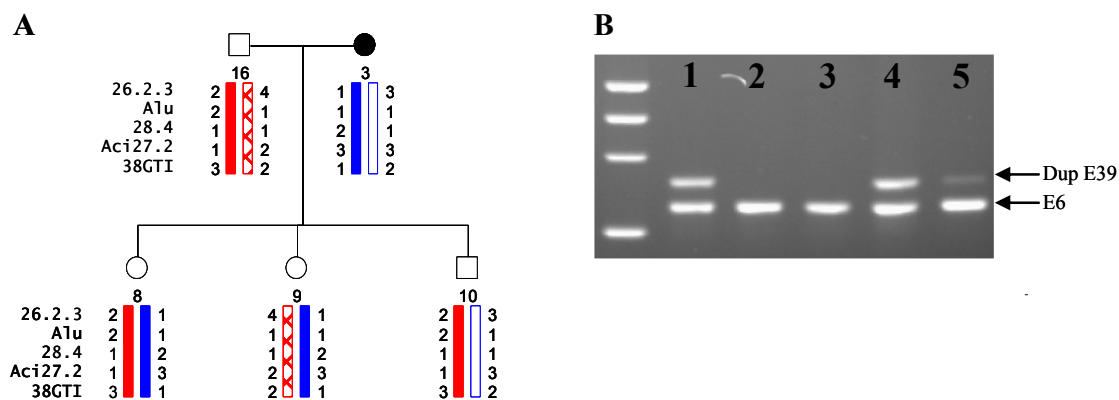 A
B
16
3
26.2.3 2 4 1 3
Alu 2 1 1 1
28.4 1 1 2 1
Aci27.2 1 2 3 3
38GTI 3 2 1 2
8
9
10
26.2.3 2 1 4 1 2 3
Alu 2 1 1 1 2 1
28.4 1 2 1 2 1 1
Aci27.2 1 3 2 3 1 3
38GTI 3 1 2 1 3 2
1 2 3 4 5
Dup E39
E6